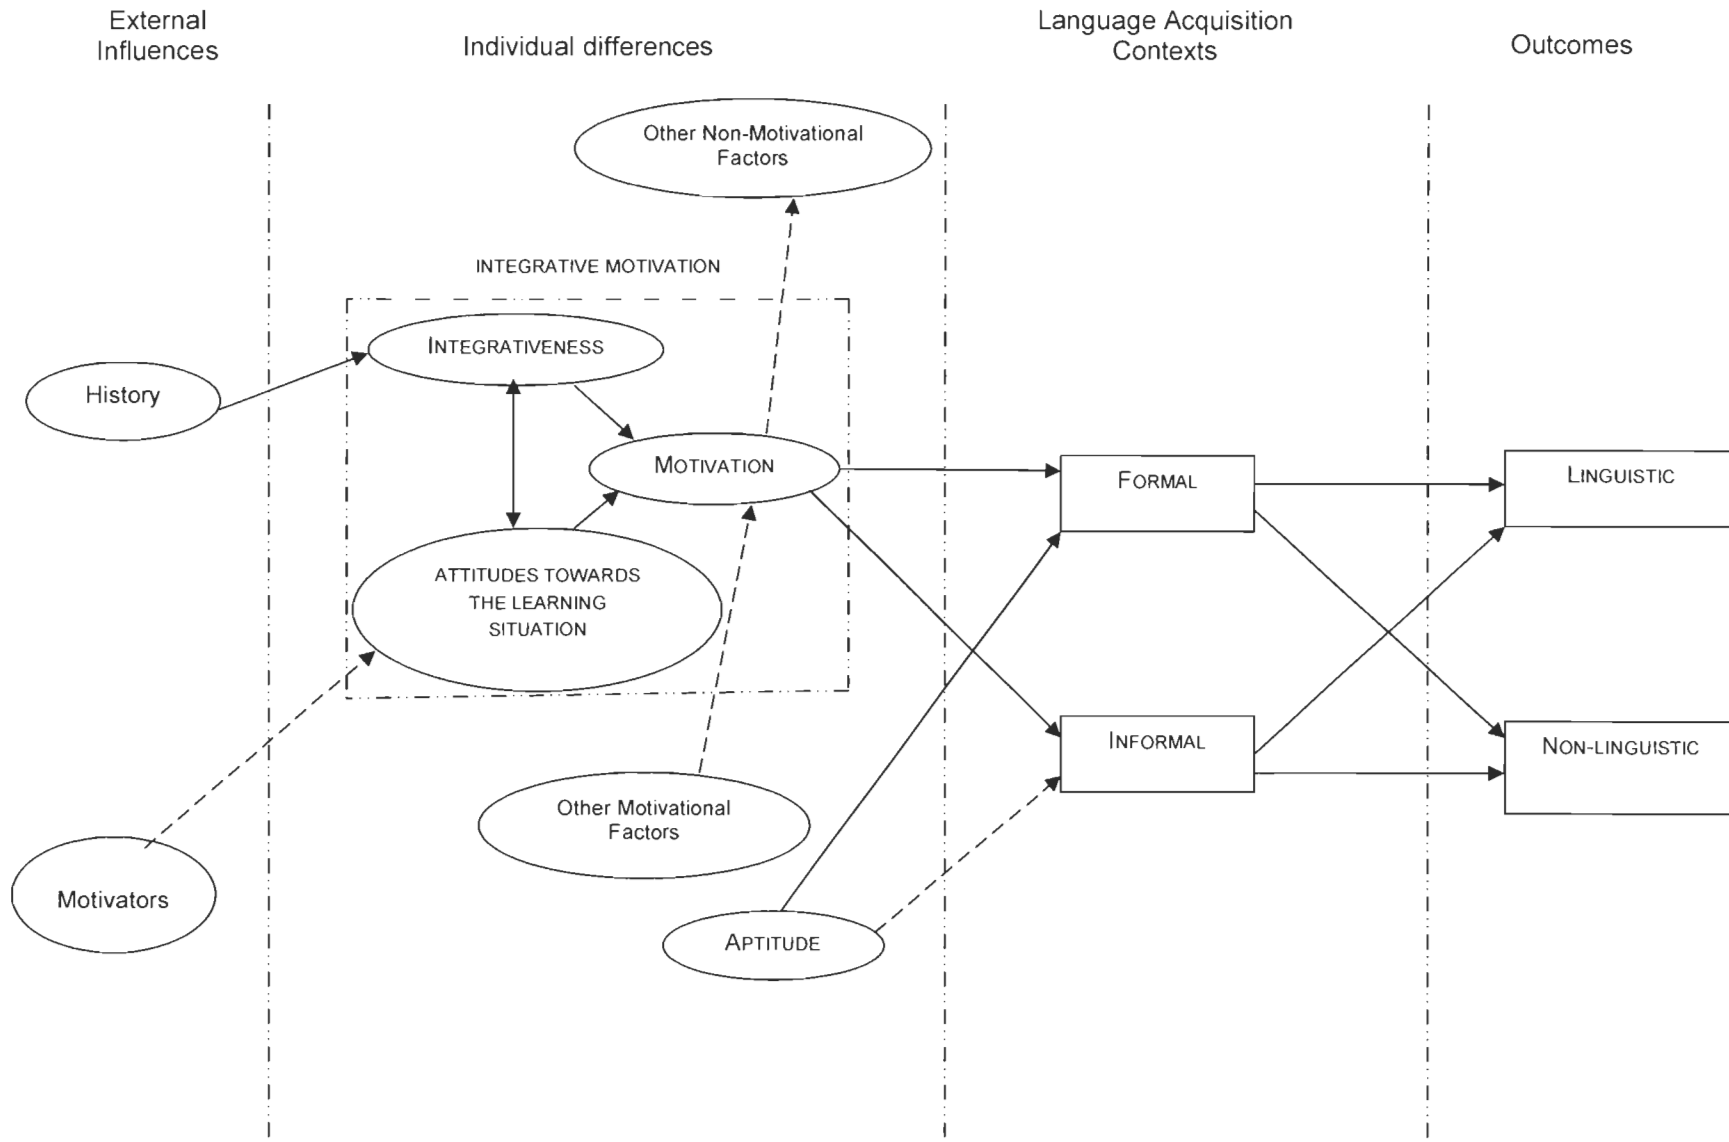 External
Influences
Individual differences
Language Acquisition
Contexts
Outcomes
Other Non-Motivational
Factors
INTEGRATIVE MOTIVATION
INTEGRATIVENESS
History
MOTIVATION
FORMAL
LINGUISTIC
ATTITUDES TOWARDS
THE LEARNING
SITUATION
INFORMAL
NON-LINGUISTIC
Other Motivational
Factors
Motivators
APTITUDE